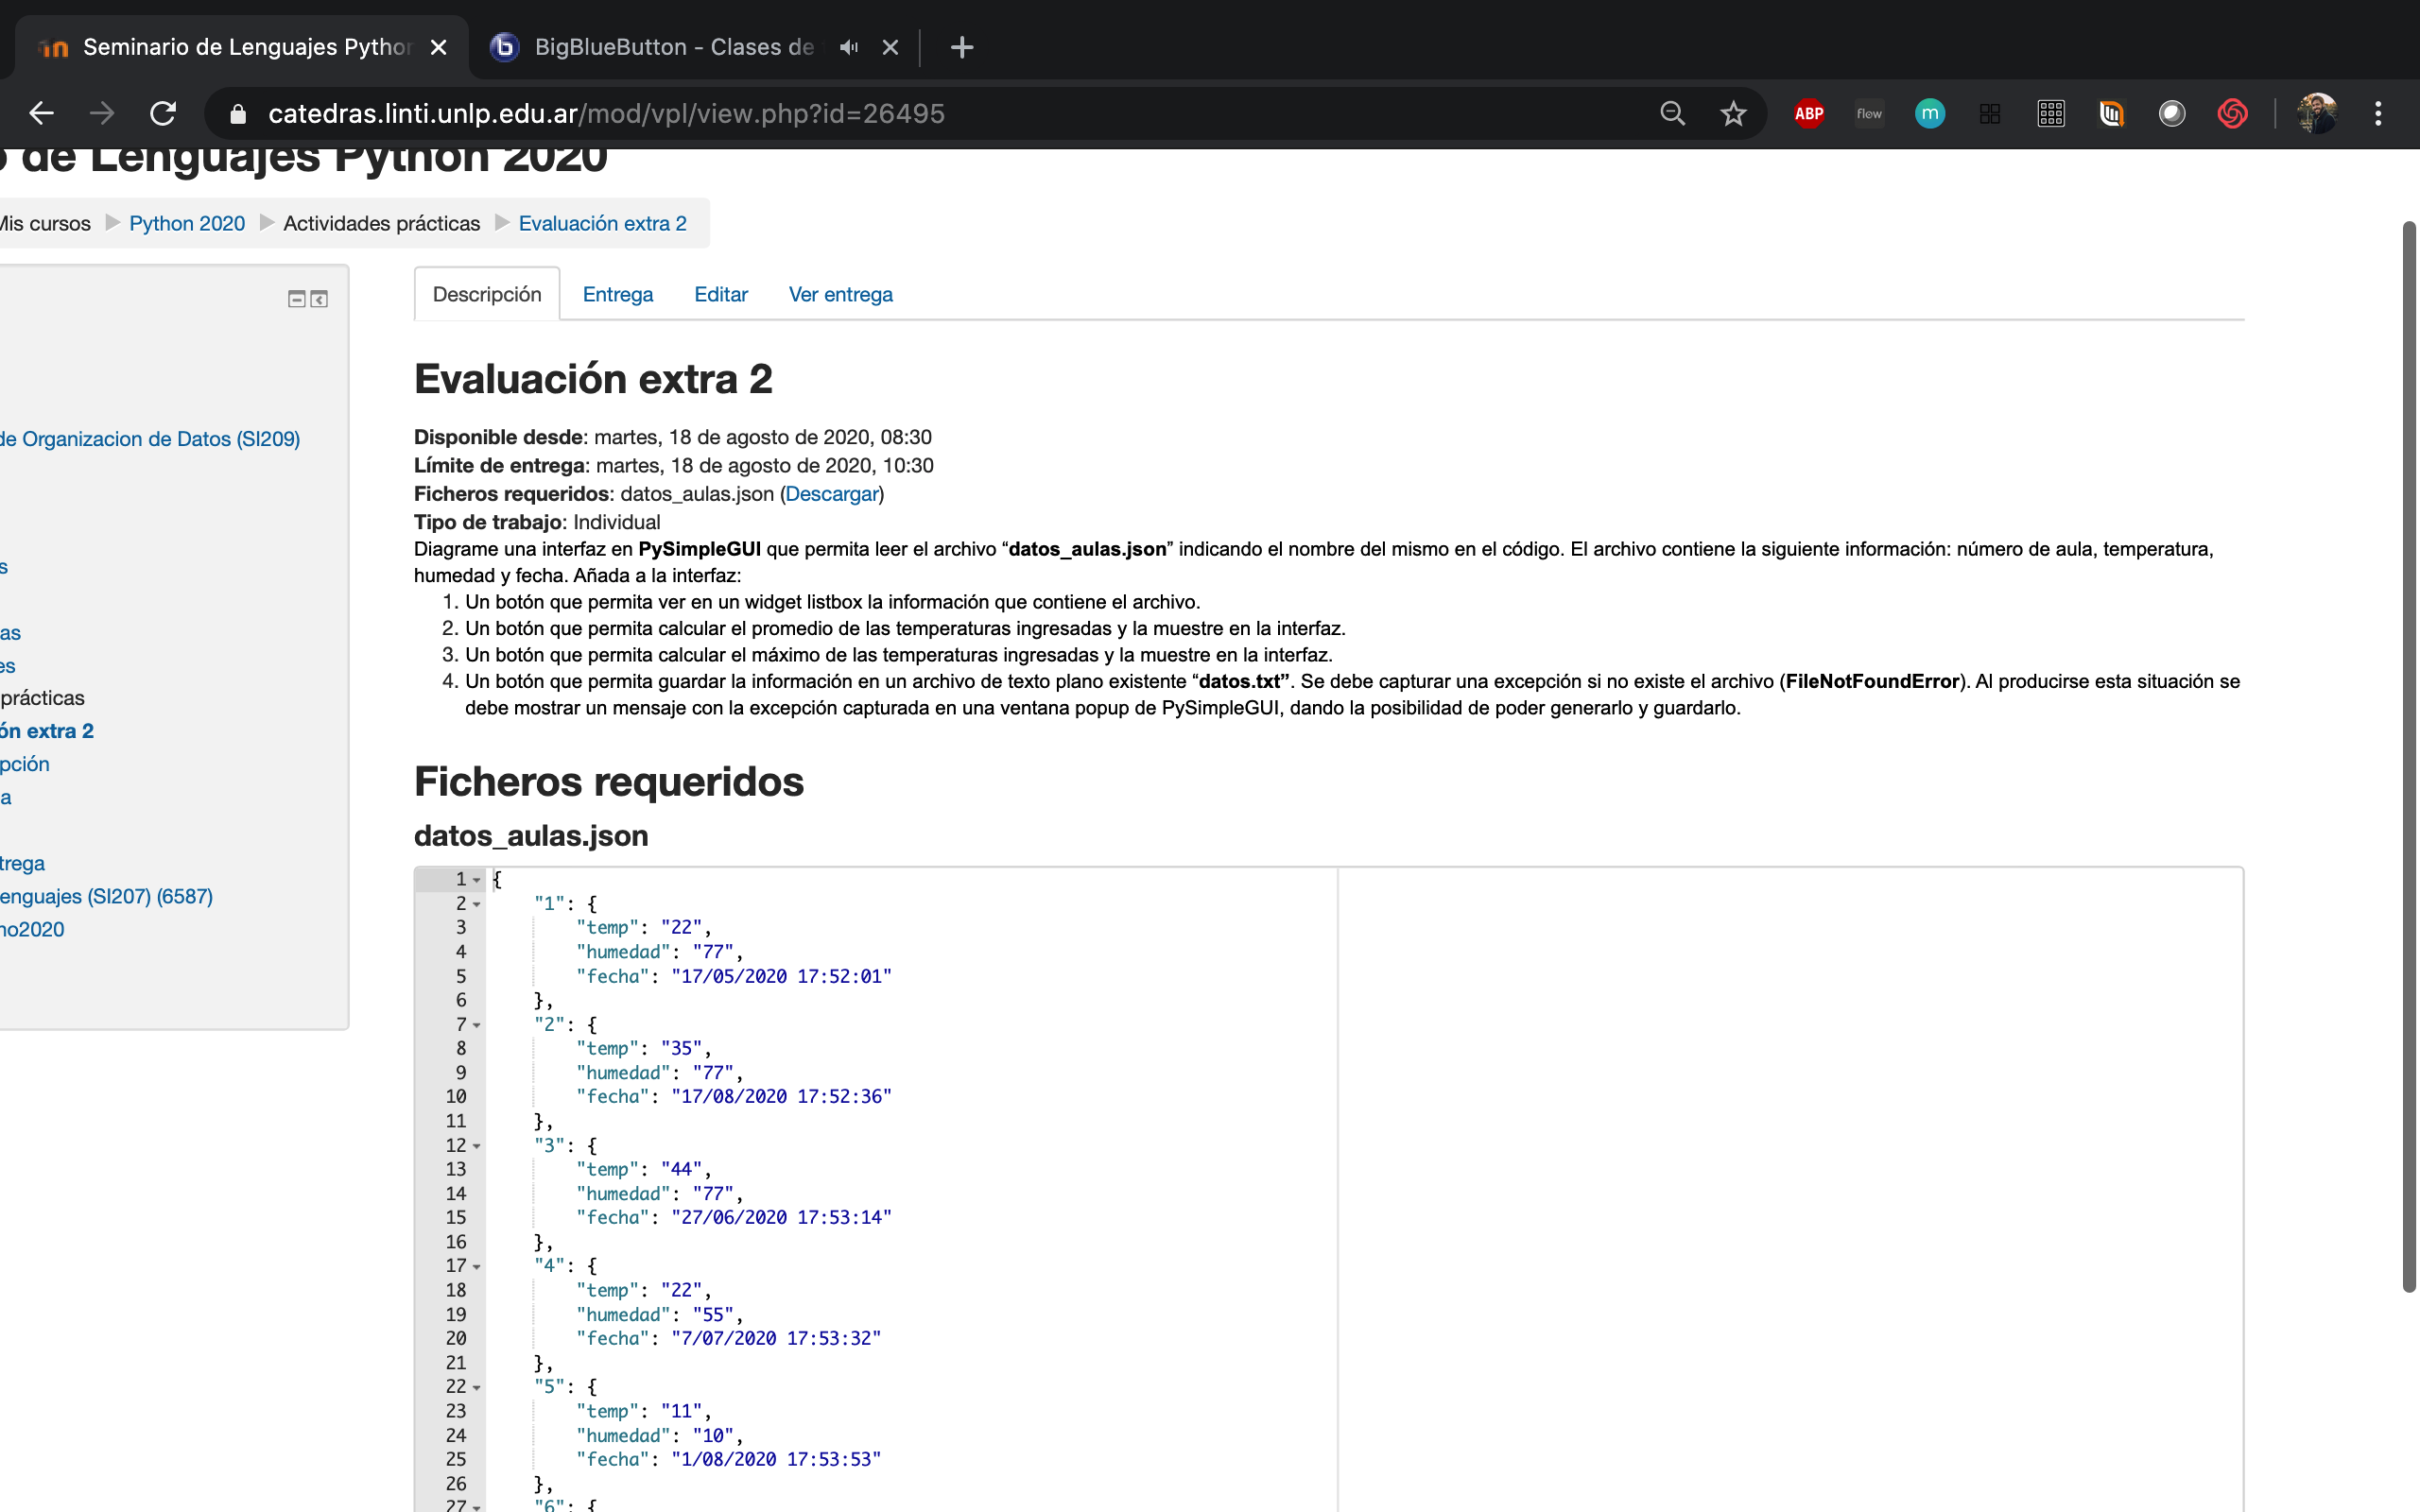 Seminario de Lenguajes Python
BigBlueButton - Clases de
catedras.linti.unlp.edu.ar/mod/vpl/view.php?id=26495
ABP
flow
m
o de Lenguajes Python 2020
Mis cursos Python 2020 Actividades prácticas Evaluación extra 2
de Organizacion de Datos (SI209)
s
as
es
prácticas
ón extra 2
pción
a
trega
enguajes (SI207) (6587)
no2020
Descripción Entrega Editar Ver entrega
Evaluación extra 2
Disponible desde: martes, 18 de agosto de 2020, 08:30
Límite de entrega: martes, 18 de agosto de 2020, 10:30
Ficheros requeridos: datos_aulas.json (Descargar)
Tipo de trabajo: Individual
Diagrame una interfaz en PySimpleGUI que permita leer el archivo “datos_aulas.json” indicando el nombre del mismo en el código. El archivo contiene la siguiente información: número de aula, temperatura,
humedad y fecha. Añada a la interfaz:
1. Un botón que permita ver en un widget listbox la información que contiene el archivo.
2. Un botón que permita calcular el promedio de las temperaturas ingresadas y la muestre en la interfaz.
3. Un botón que permita calcular el máximo de las temperaturas ingresadas y la muestre en la interfaz.
4. Un botón que permita guardar la información en un archivo de texto plano existente “datos.txt”. Se debe capturar una excepción si no existe el archivo (FileNotFoundError). Al producirse esta situación se
debe mostrar un mensaje con la excepción capturada en una ventana popup de PySimpleGUI, dando la posibilidad de poder generarlo y guardarlo.
Ficheros requeridos
datos_aulas.json
1 {
2 "1": {
3 "temp": "22",
4 "humedad": "77",
5 "fecha": "17/05/2020 17:52:01"
6 },
7 "2": {
8 "temp": "35",
9 "humedad": "77",
10 "fecha": "17/08/2020 17:52:36"
11 },
12 "3": {
13 "temp": "44",
14 "humedad": "77",
15 "fecha": "27/06/2020 17:53:14"
16 },
17 "4": {
18 "temp": "22",
19 "humedad": "55",
20 "fecha": "7/07/2020 17:53:32"
21 },
22 "5": {
23 "temp": "11",
24 "humedad": "10",
25 "fecha": "1/08/2020 17:53:53"
26 },
27 "6": {